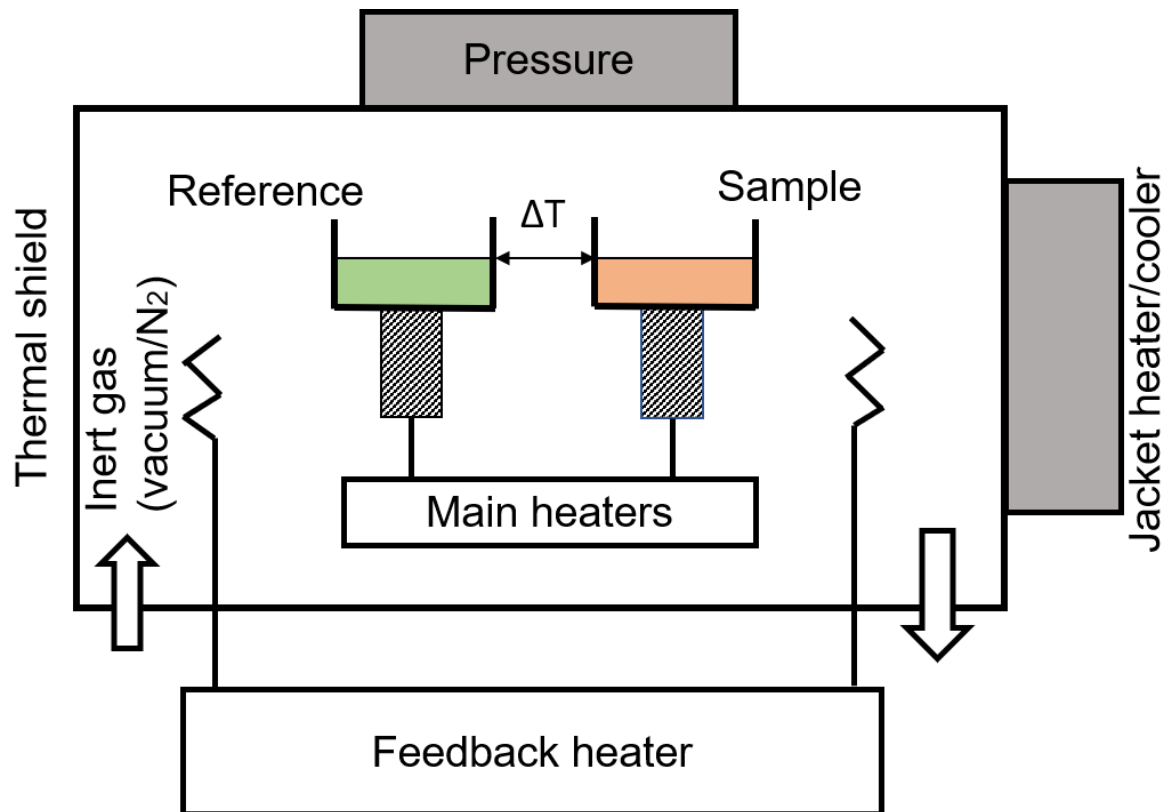 Pressure
Reference
Sample
ΔT
Thermal shield
Inert gas
(vacuum/N₂)
Jacket heater/cooler
Main heaters
Feedback heater